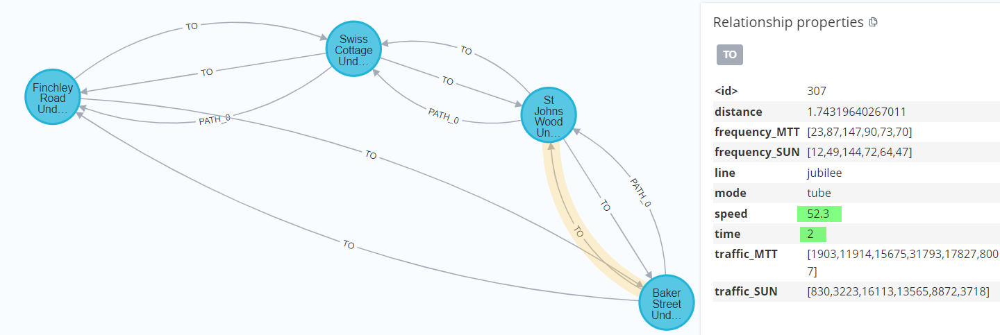 TO
Swiss
Cottage
Und…
TO
TO
Finchley
Road
Und…
TO
PATH_0
PATH_0
St
Johns
Wood
Un…
TO
PATH_0
TO
TO
TO
Baker
Street
Und…
Relationship properties
TO
<id> 307
distance 1.74319640267011
frequency_MTT [23,87,147,90,73,70]
frequency_SUN [12,49,144,72,64,47]
line jubilee
mode tube
speed 52.3
time 2
traffic_MTT [1903,11914,15675,31793,17827,800
7]
traffic_SUN [830,3223,16113,13565,8872,3718]